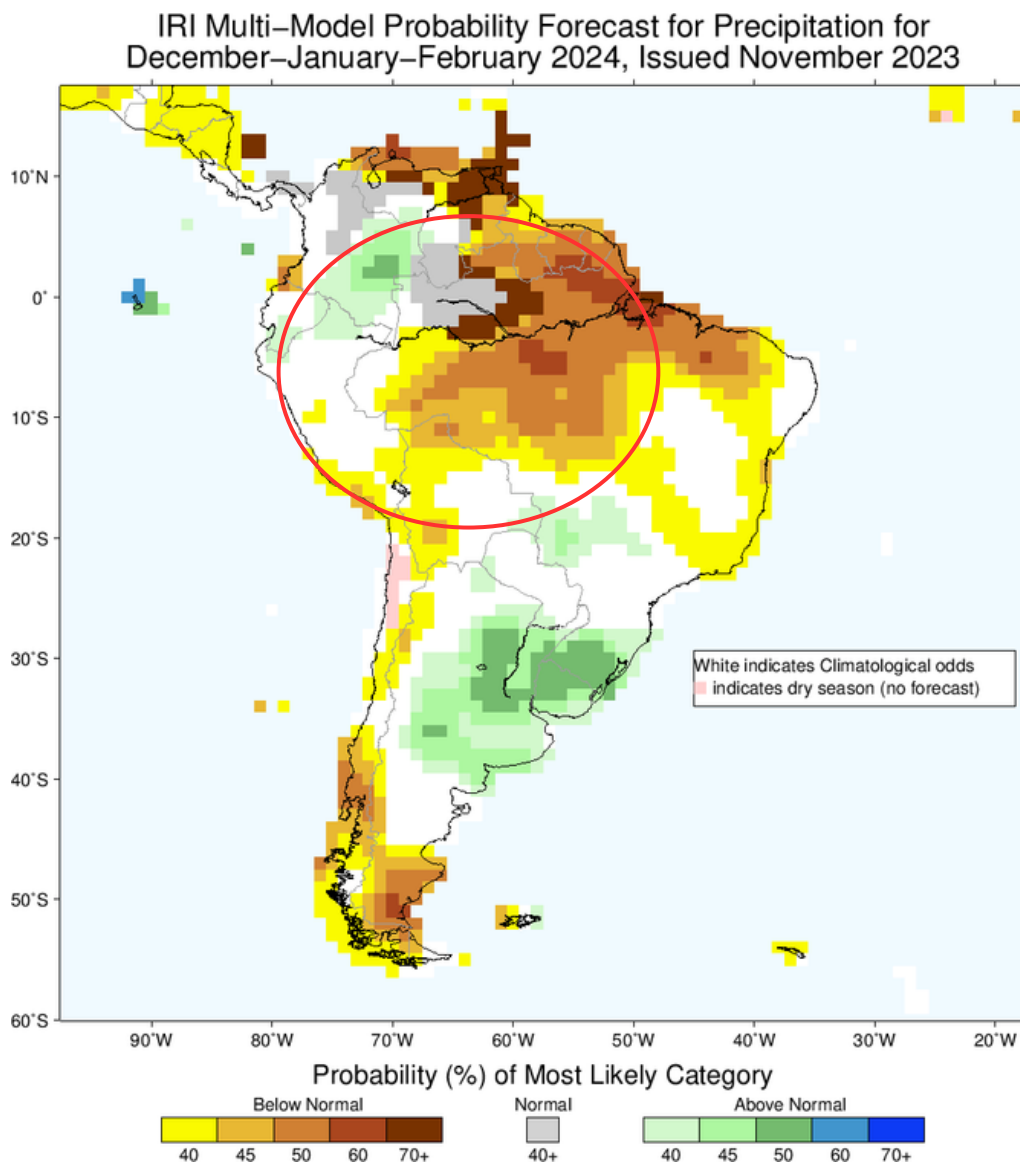 IRI Multi−Model Probability Forecast for Precipitation for
December−January−February 2024, Issued November 2023
10˚N
0˚
10˚S
20˚S
30˚S
40˚S
50˚S
60˚S
White indicates Climatological odds
indicates dry season (no forecast)
90˚W 80˚W 70˚W 60˚W 50˚W 40˚W 30˚W 20˚W
Probability (%) of Most Likely Category
Below Normal Normal Above Normal
40 45 50 60 70+ 40+ 40 45 50 60 70+